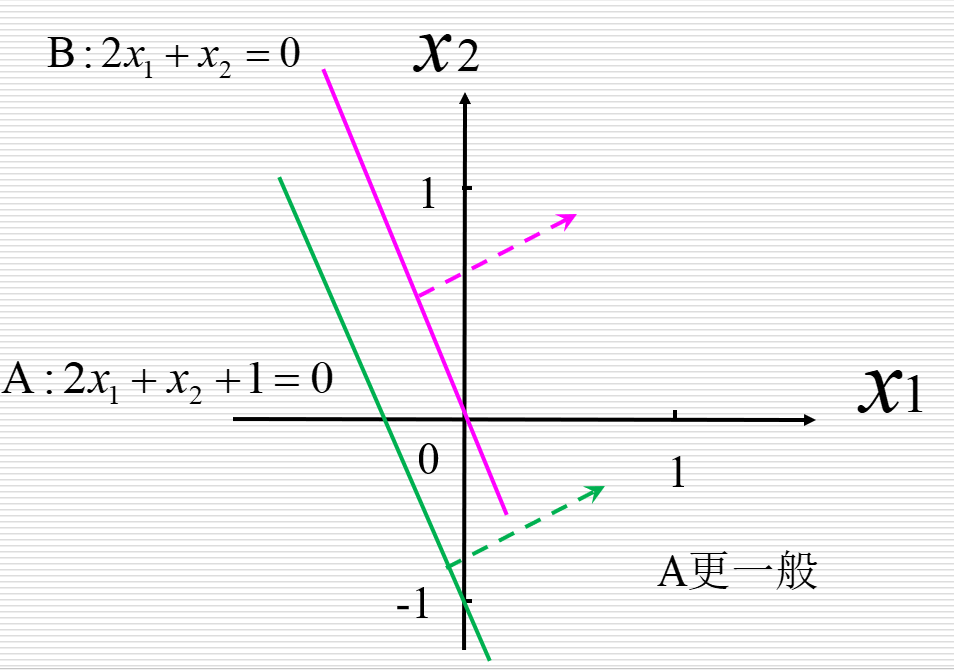 B : 2x₁ + x₂ = 0
x2
1
A : 2x₁ + x₂ + 1 = 0
x1
0
1
A更一般
-1